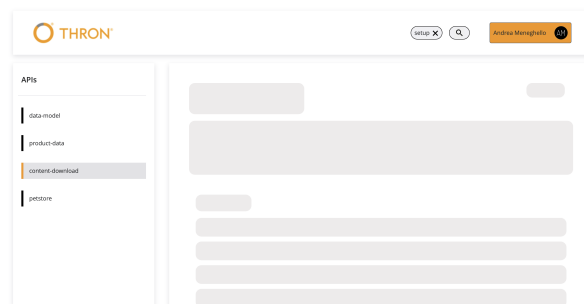 THRON
setup
Andrea Meneghello
AM
APIs
data-model
product-data
content-download
petstore